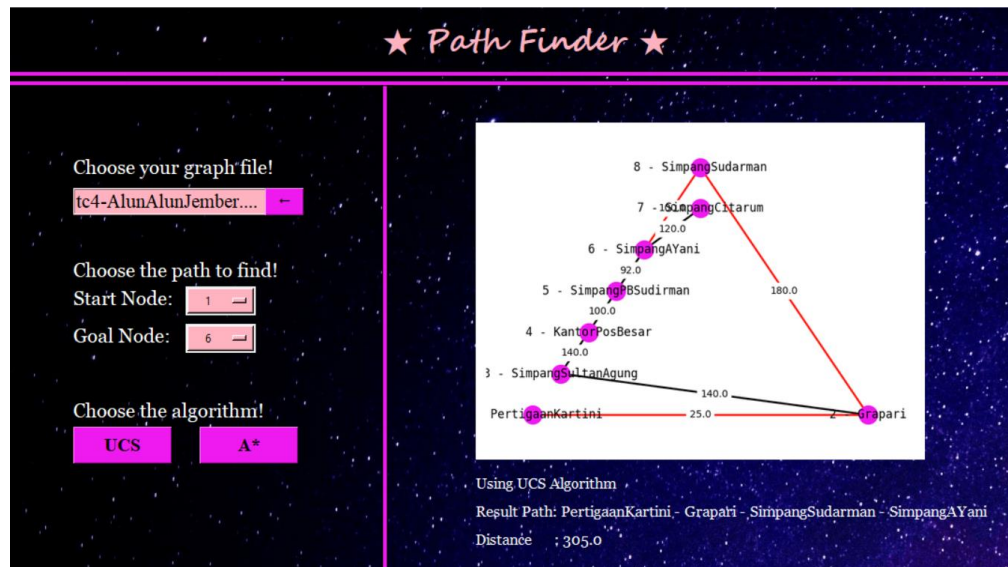 ★ Path Finder ★
Choose your graph file!
tc4-AlunAlunJember.... ←
Choose the path to find!
Start Node: 1
Goal Node: 6
Choose the algorithm!
UCS A*
8 - SimpangSudarman
7 - SimpangCitarum
100.0
120.0
6 - SimpangAYani
92.0
5 - SimpangPBSudirman
180.0
100.0
4 - KantorPosBesar
140.0
3 - SimpangSultanAgung
140.0
PertigaanKartini
25.0
2 - Grapari
Using UCS Algorithm
Result Path: PertigaanKartini - Grapari - SimpangSudarman - SimpangAYani
Distance : 305.0